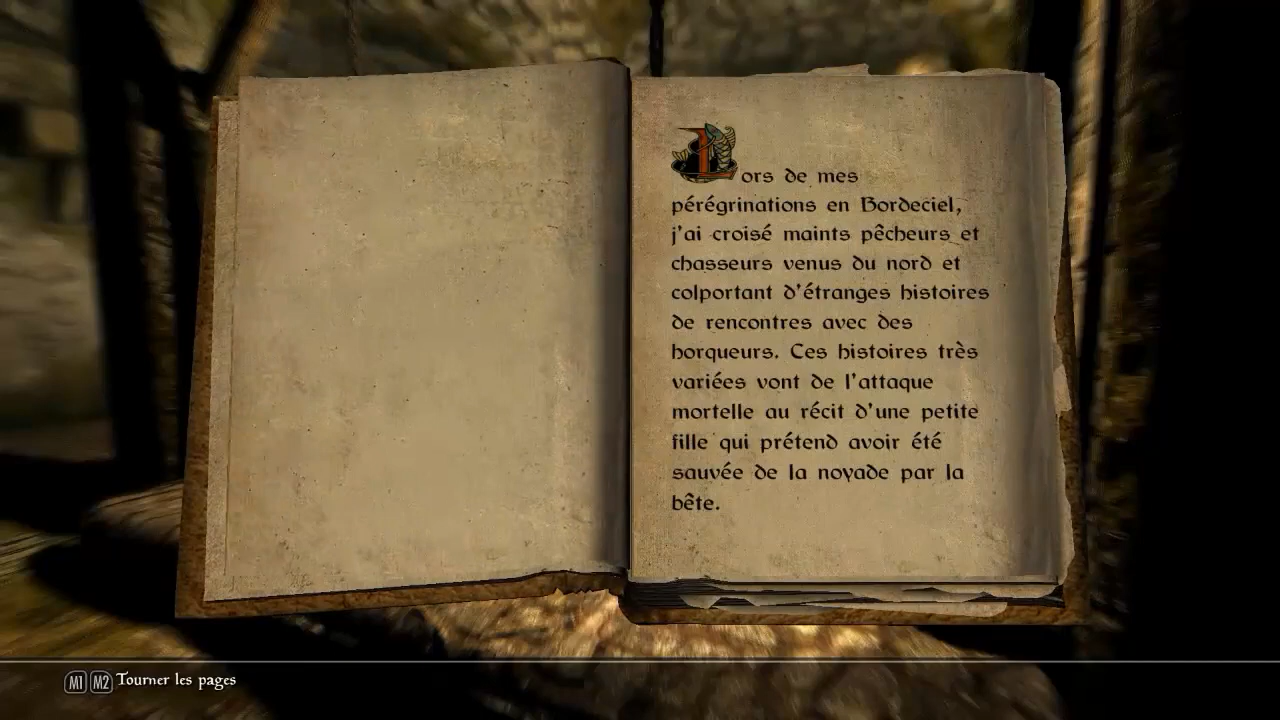 Lors de mes
pérégrinations en Bordeciel,
j'ai croisé maints pêcheurs et
chasseurs venus du nord et
colportant d'étranges histoires
de rencontres avec des
horqueurs. Ces histoires très
variées vont de l'attaque
mortelle au récit d'une petite
fille qui prétend avoir été
sauvée de la noyade par la
bête.
M1 M2 Tourner les pages